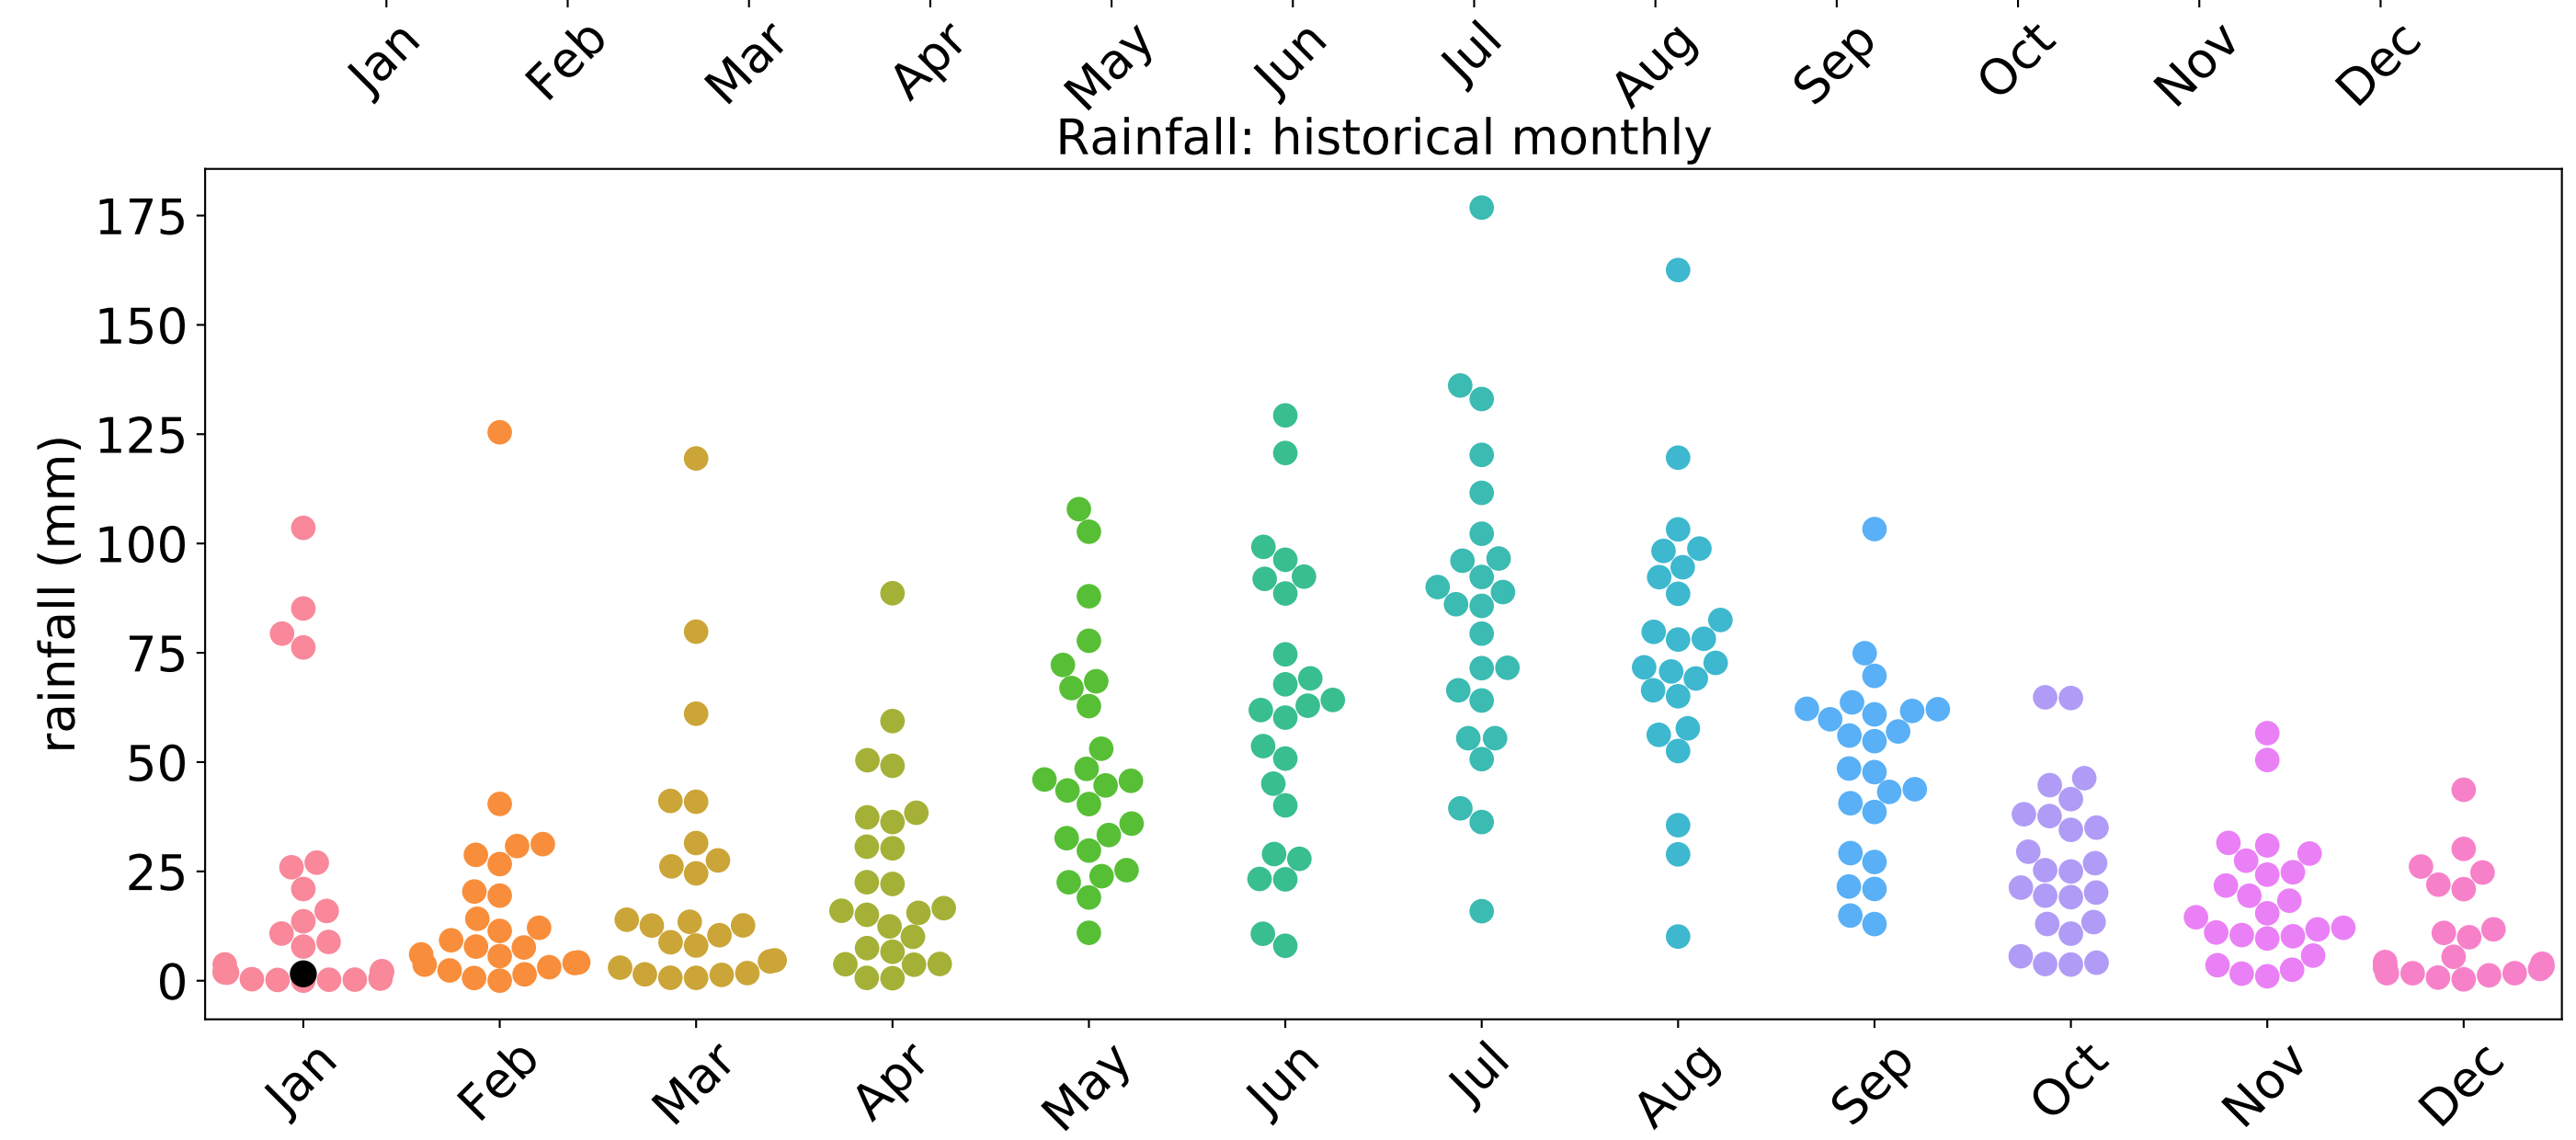 Jan Feb Mar Apr May Jun Jul Aug Sep Oct Nov Dec
Rainfall: historical monthly
rainfall (mm)
175
150
125
100
75
50
25
0
Jan Feb Mar Apr May Jun Jul Aug Sep Oct Nov Dec